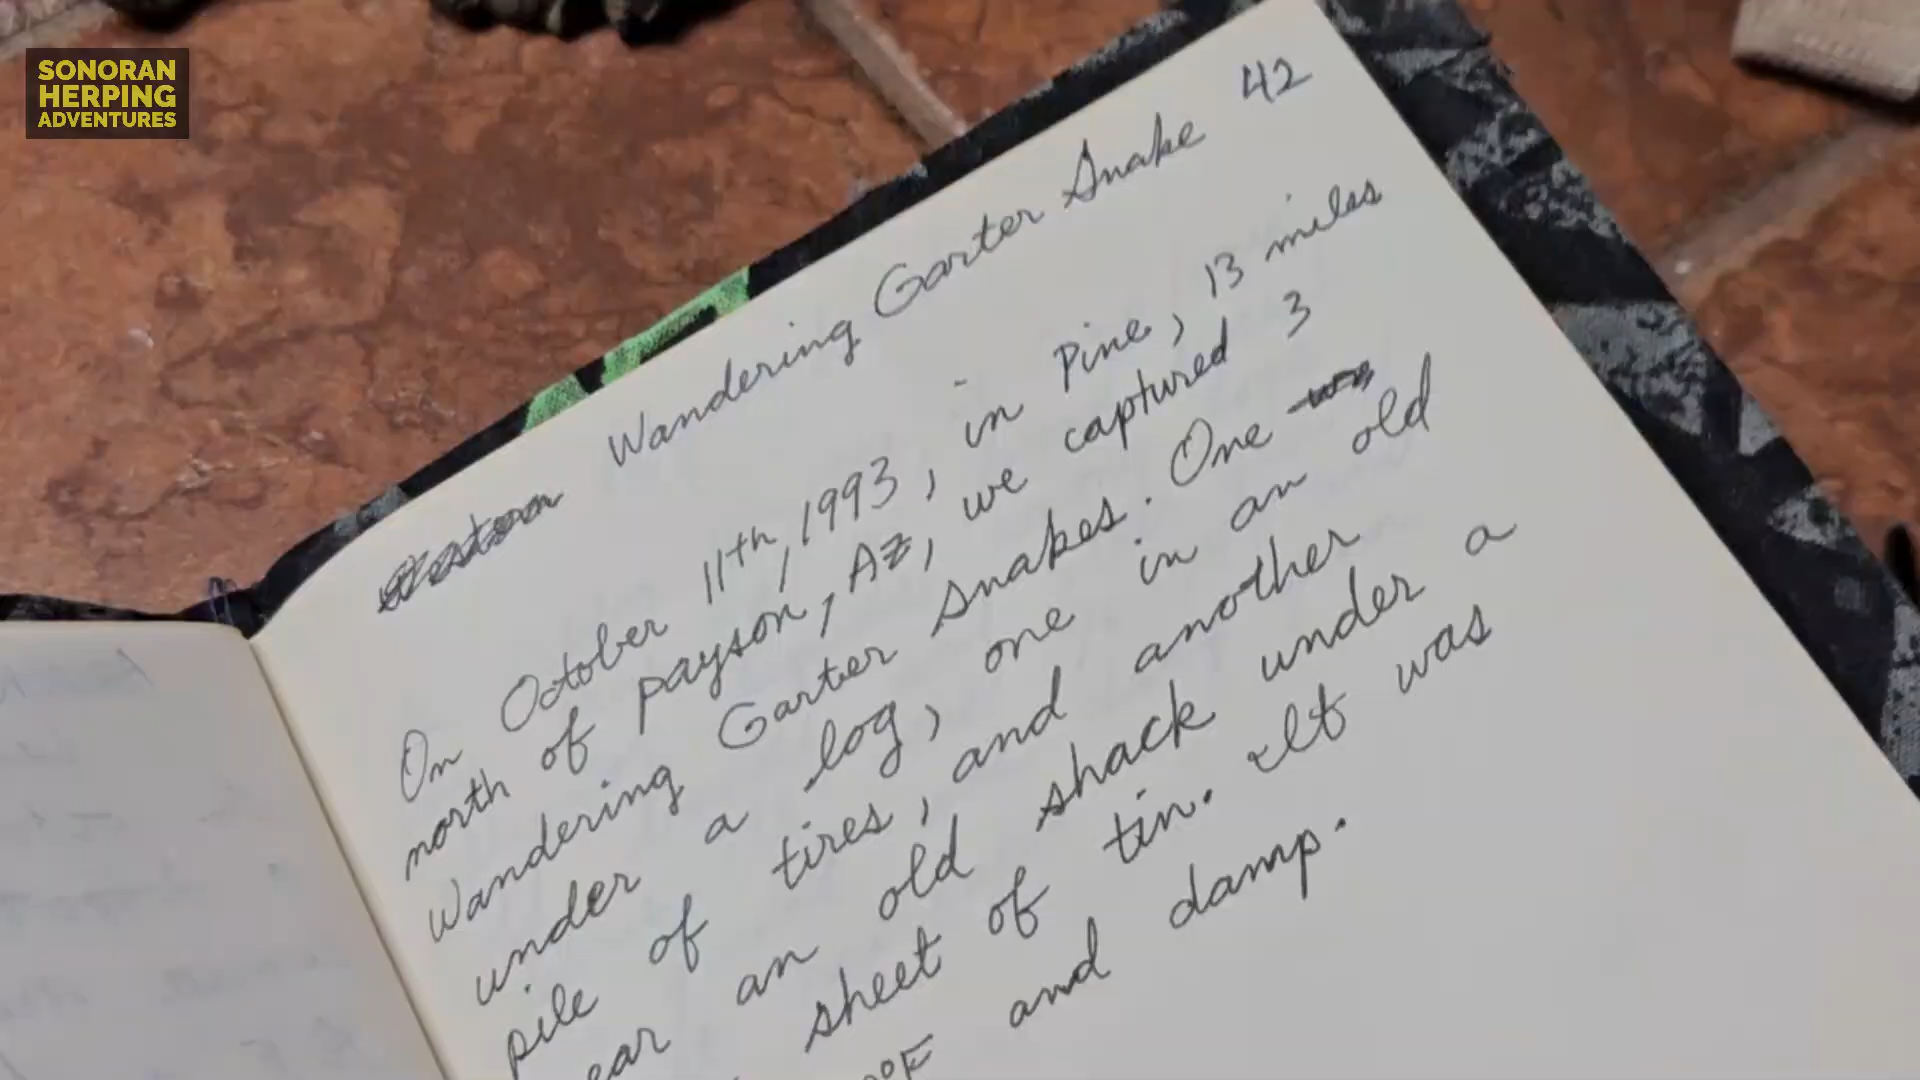 SONORAN
HERPING
ADVENTURES
42
Western Wandering Garter Snake
On October 11th, 1993, in Pine, 13 miles
north of payson, AZ, we captured 3
Wandering Garter snakes. One was
under a log, one in an old
pile of tires, and another
ear an old shack under a
sheet of tin. It was
and damp.